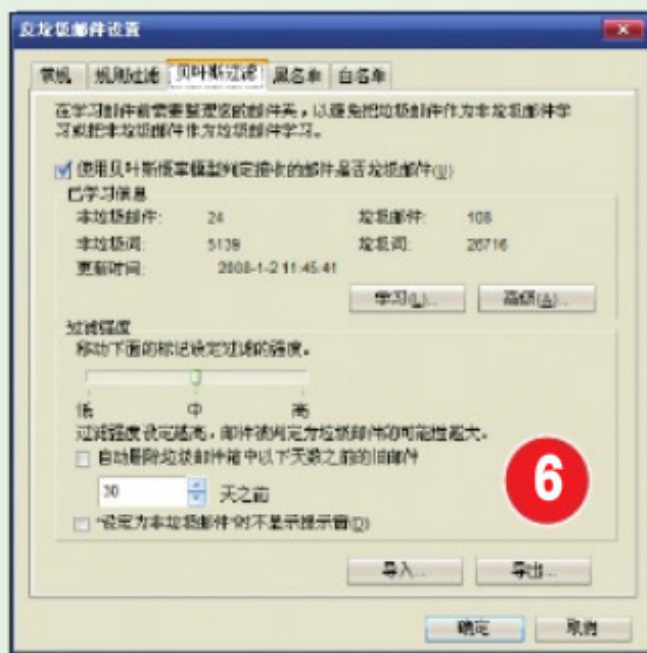 反垃圾邮件设置
常规 规则过滤 贝叶斯过滤 黑名单 白名单
在学习邮件前需要整理您的邮件夹，以避免把垃圾邮件作为非垃圾邮件学
习或把非垃圾邮件作为垃圾邮件学习。
使用贝叶斯概率模型判定接收的邮件是否垃圾邮件(U)
已学习信息
非垃圾邮件: 24 垃圾邮件: 108
非垃圾词: 5139 垃圾词: 26716
更新时间: 2008-1-2 11:45:41
学习(L)... 高级(A)...
过滤强度
移动下面的标记设定过滤的强度。
低 中 高
过滤强度设定越高，邮件被判定为垃圾邮件的可能性越大。
自动删除垃圾邮件箱中以下天数之前的旧邮件
30 天之前
6
"设定为非垃圾邮件"时不显示提示窗(D)
导入... 导出...
确定 取消